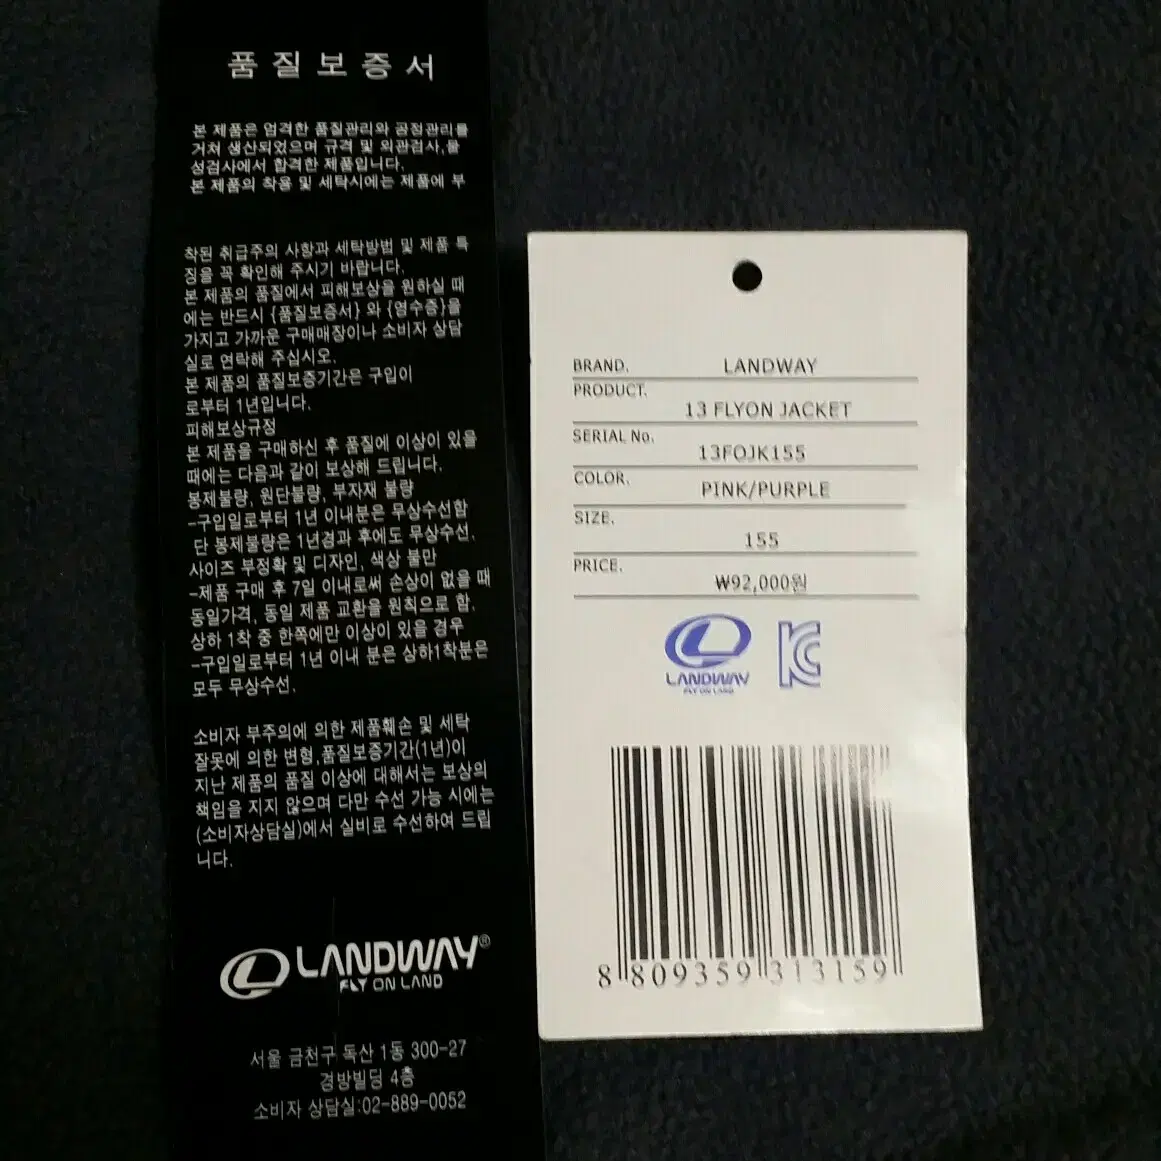 품질보증서
본 제품은 엄격한 품질관리와 공정관리를
거쳐 생산되었으며 규격 및 외관검사,물
성검사에서 합격한 제품입니다.
본 제품의 착용 및 세탁시에는 제품에 부
착된 취급주의 사항과 세탁방법 및 제품 특
징을 꼭 확인해 주시기 바랍니다.
본 제품의 품질에서 피해보상을 원하실 때
에는 반드시 {품질보증서} 와 {영수증}을
가지고 가까운 구매매장이나 소비자 상담
실로 연락해 주십시오.
본 제품의 품질보증기간은 구입이
로부터 1년입니다.
피해보상규정
본 제품을 구매하신 후 품질에 이상이 있을
때에는 다음과 같이 보상해 드립니다.
봉제불량, 원단불량, 부자재 불량
-구입일로부터 1년 이내분은 무상수선함
단 봉제불량은 1년경과 후에도 무상수선.
사이즈 부정확 및 디자인, 색상 불만
-제품 구매 후 7일 이내로써 손상이 없을 때
동일가격, 동일 제품 교환을 원칙으로 함.
상하 1착 중 한쪽에만 이상이 있을 경우
-구입일로부터 1년 이내 분은 상하1착분은
모두 무상수선.
소비자 부주의에 의한 제품훼손 및 세탁
잘못에 의한 변형,품질보증기간(1년)이
지난 제품의 품질 이상에 대해서는 보상의
책임을 지지 않으며 다만 수선 가능 시에는
(소비자상담실)에서 실비로 수선하여 드립
니다.
LANDWAY®
FLY ON LAND
서울 금천구 독산 1동 300-27
경방빌딩 4층
소비자 상담실:02-889-0052
BRAND. LANDWAY
PRODUCT. 13 FLYON JACKET
SERIAL No. 13FOJK155
COLOR. PINK/PURPLE
SIZE. 155
PRICE. ₩92,000원
LANDWAY
FLY ON LAND
KC
8 809359 313159